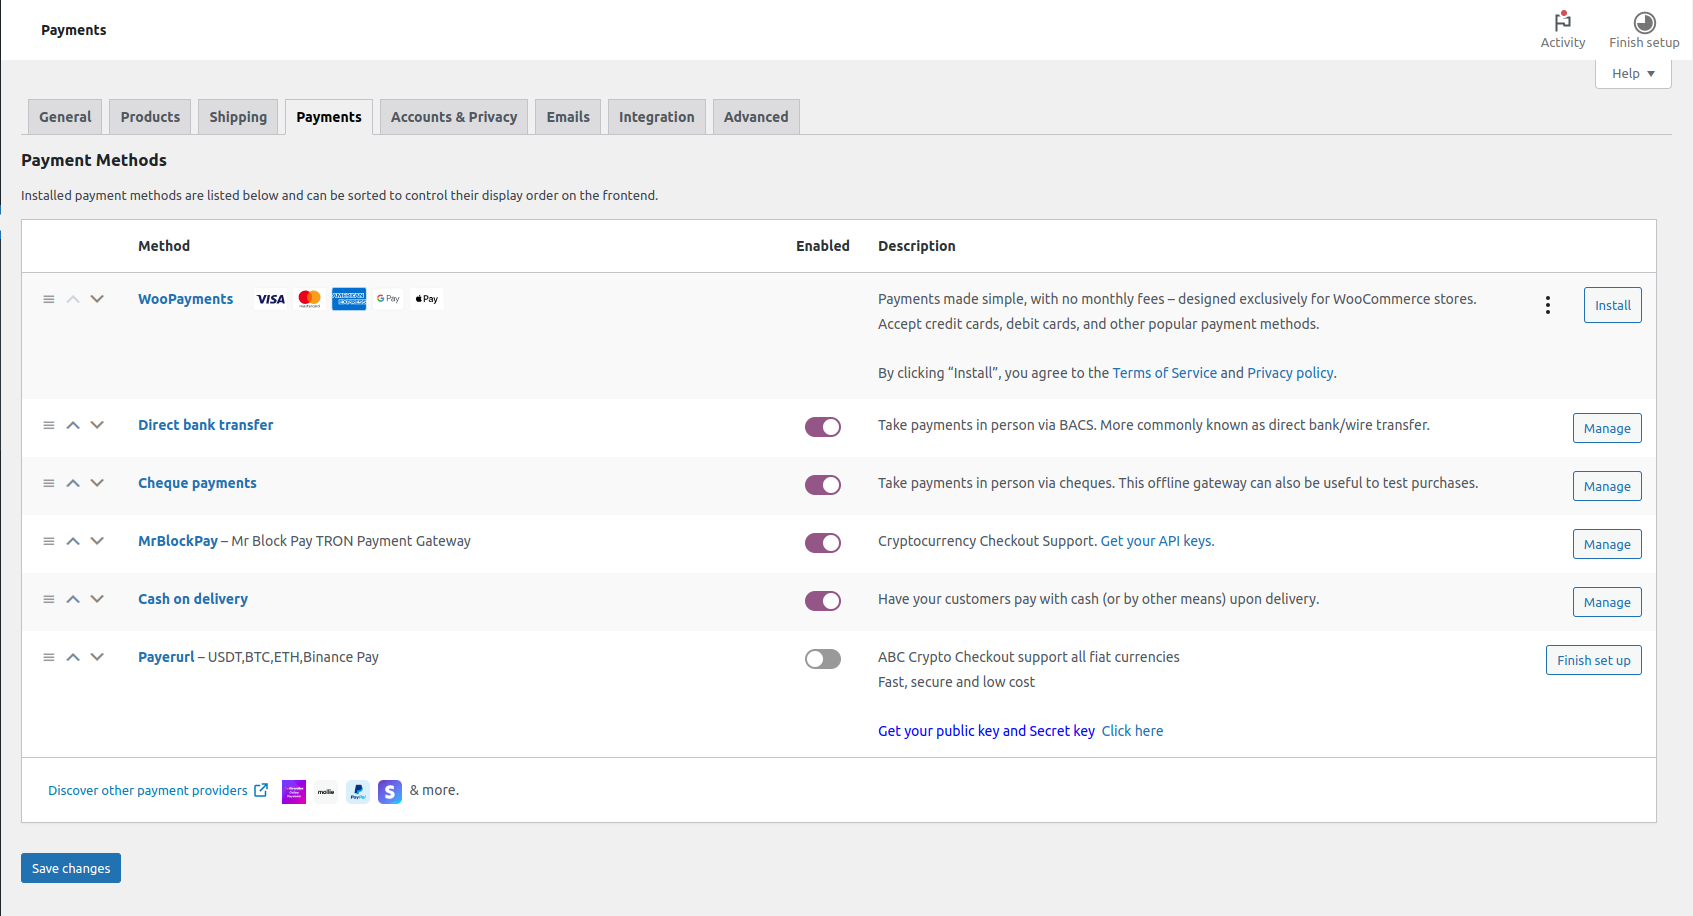 Payments
Activity
Finish setup
Help
General
Products
Shipping
Payments
Accounts & Privacy
Emails
Integration
Advanced
Payment Methods
Installed payment methods are listed below and can be sorted to control their display order on the frontend.
Method
Enabled
Description
WooPayments
VISA
mastercard
AMERICAN EXPRESS
G Pay
Pay
Payments made simple, with no monthly fees – designed exclusively for WooCommerce stores.
Accept credit cards, debit cards, and other popular payment methods.
By clicking “Install”, you agree to the Terms of Service and Privacy policy.
Install
Direct bank transfer
Take payments in person via BACS. More commonly known as direct bank/wire transfer.
Manage
Cheque payments
Take payments in person via cheques. This offline gateway can also be useful to test purchases.
Manage
MrBlockPay – Mr Block Pay TRON Payment Gateway
Cryptocurrency Checkout Support. Get your API keys.
Manage
Cash on delivery
Have your customers pay with cash (or by other means) upon delivery.
Manage
Payerurl – USDT,BTC,ETH,Binance Pay
ABC Crypto Checkout support all fiat currencies
Fast, secure and low cost
Get your public key and Secret key Click here
Finish set up
Discover other payment providers
mollie
PayPal
S
& more.
Save changes